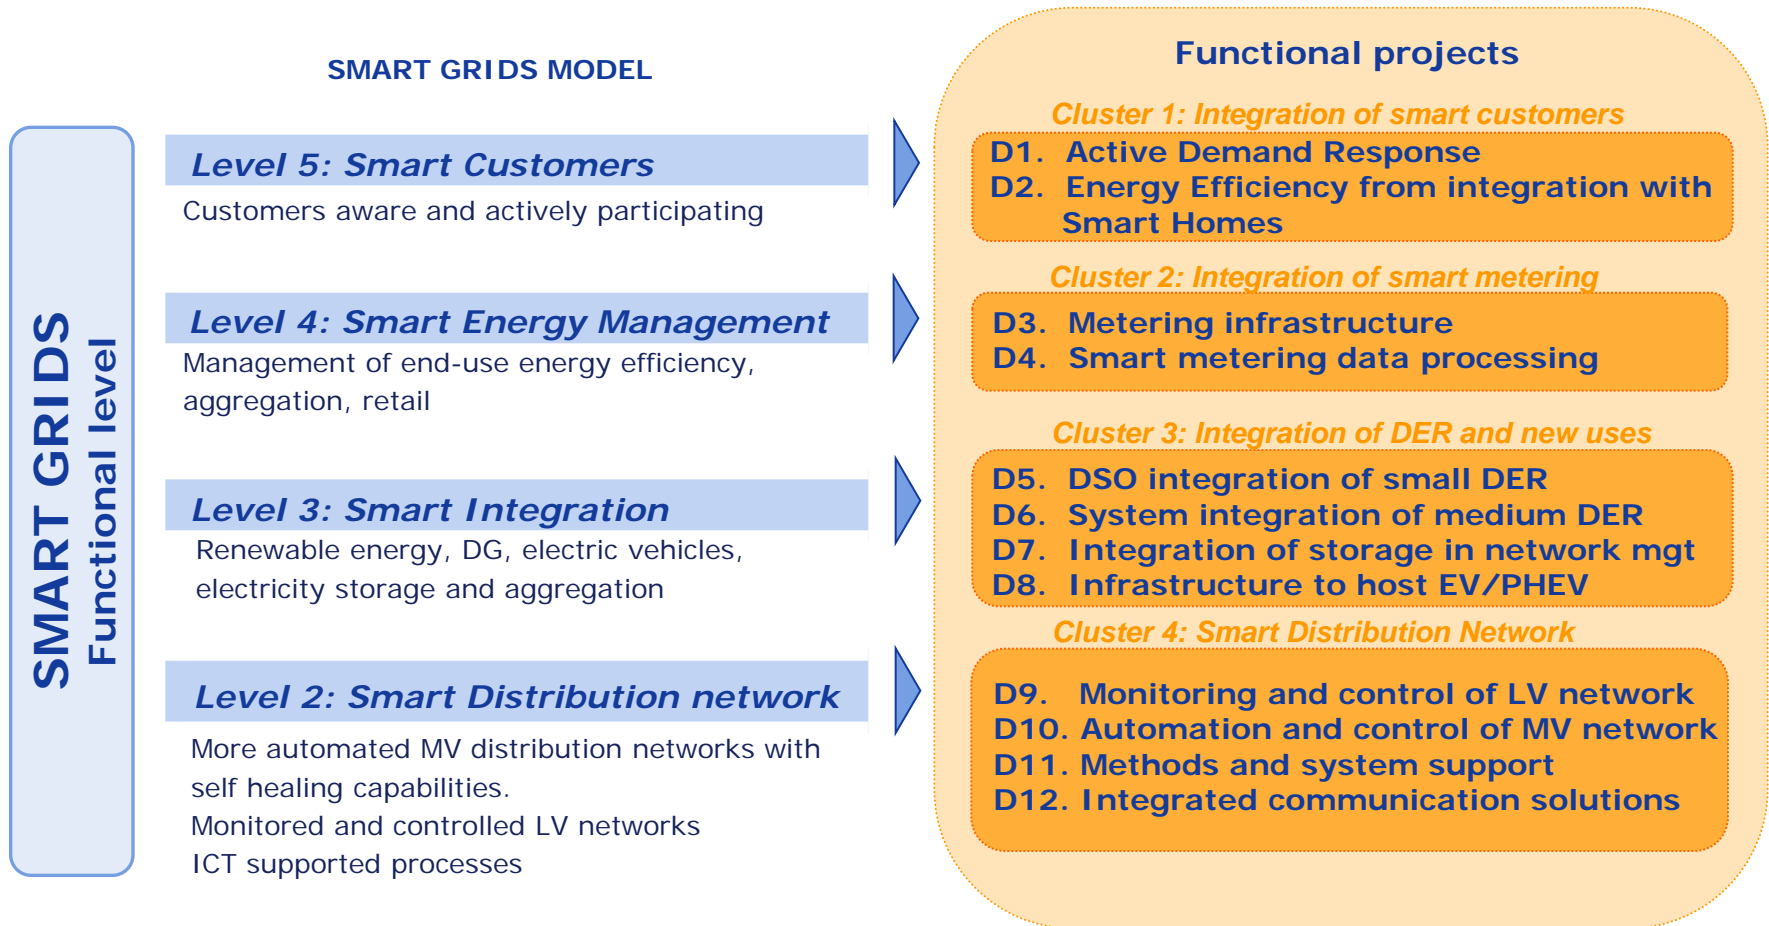 SMART GRIDS
Functional level
SMART GRIDS MODEL
Level 5: Smart Customers
Customers aware and actively participating
Level 4: Smart Energy Management
Management of end-use energy efficiency,
aggregation, retail
Level 3: Smart Integration
Renewable energy, DG, electric vehicles,
electricity storage and aggregation
Level 2: Smart Distribution network
More automated MV distribution networks with
self healing capabilities.
Monitored and controlled LV networks
ICT supported processes
Functional projects
Cluster 1: Integration of smart customers
D1. Active Demand Response
D2. Energy Efficiency from integration with
Smart Homes
Cluster 2: Integration of smart metering
D3. Metering infrastructure
D4. Smart metering data processing
Cluster 3: Integration of DER and new uses
D5. DSO integration of small DER
D6. System integration of medium DER
D7. Integration of storage in network mgt
D8. Infrastructure to host EV/PHEV
Cluster 4: Smart Distribution Network
D9. Monitoring and control of LV network
D10. Automation and control of MV network
D11. Methods and system support
D12. Integrated communication solutions